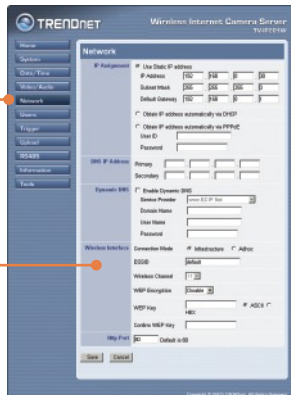 TRENDNET
Wireless Internet Camera Server
Home
System
Date/Time
Video/Audio
Network
Users
Trigger
Upload
RS485
Information
Tools
Network
IP Assignment
Use Static IP address
IP Address 192 168 0 30
Subnet Mask 255 255 255 0
Default Gateway 192 168 0 1
Obtain IP address automatically via DHCP
Obtain IP address automatically via PPPoE
User ID
Password
DNS IP Address Primary
Secondary
Dynamic DNS Enable Dynamic DNS
Service Provider
Domain Name
User Name
Password
Wireless Interface Connection Mode Infrastructure Adhoc
ESSID default
Wireless Channel 11
WEP Encryption Disable
WEP Key ASCII
HEX
Confirm WEP Key
Http Port 80 Default is 80
Save Cancel